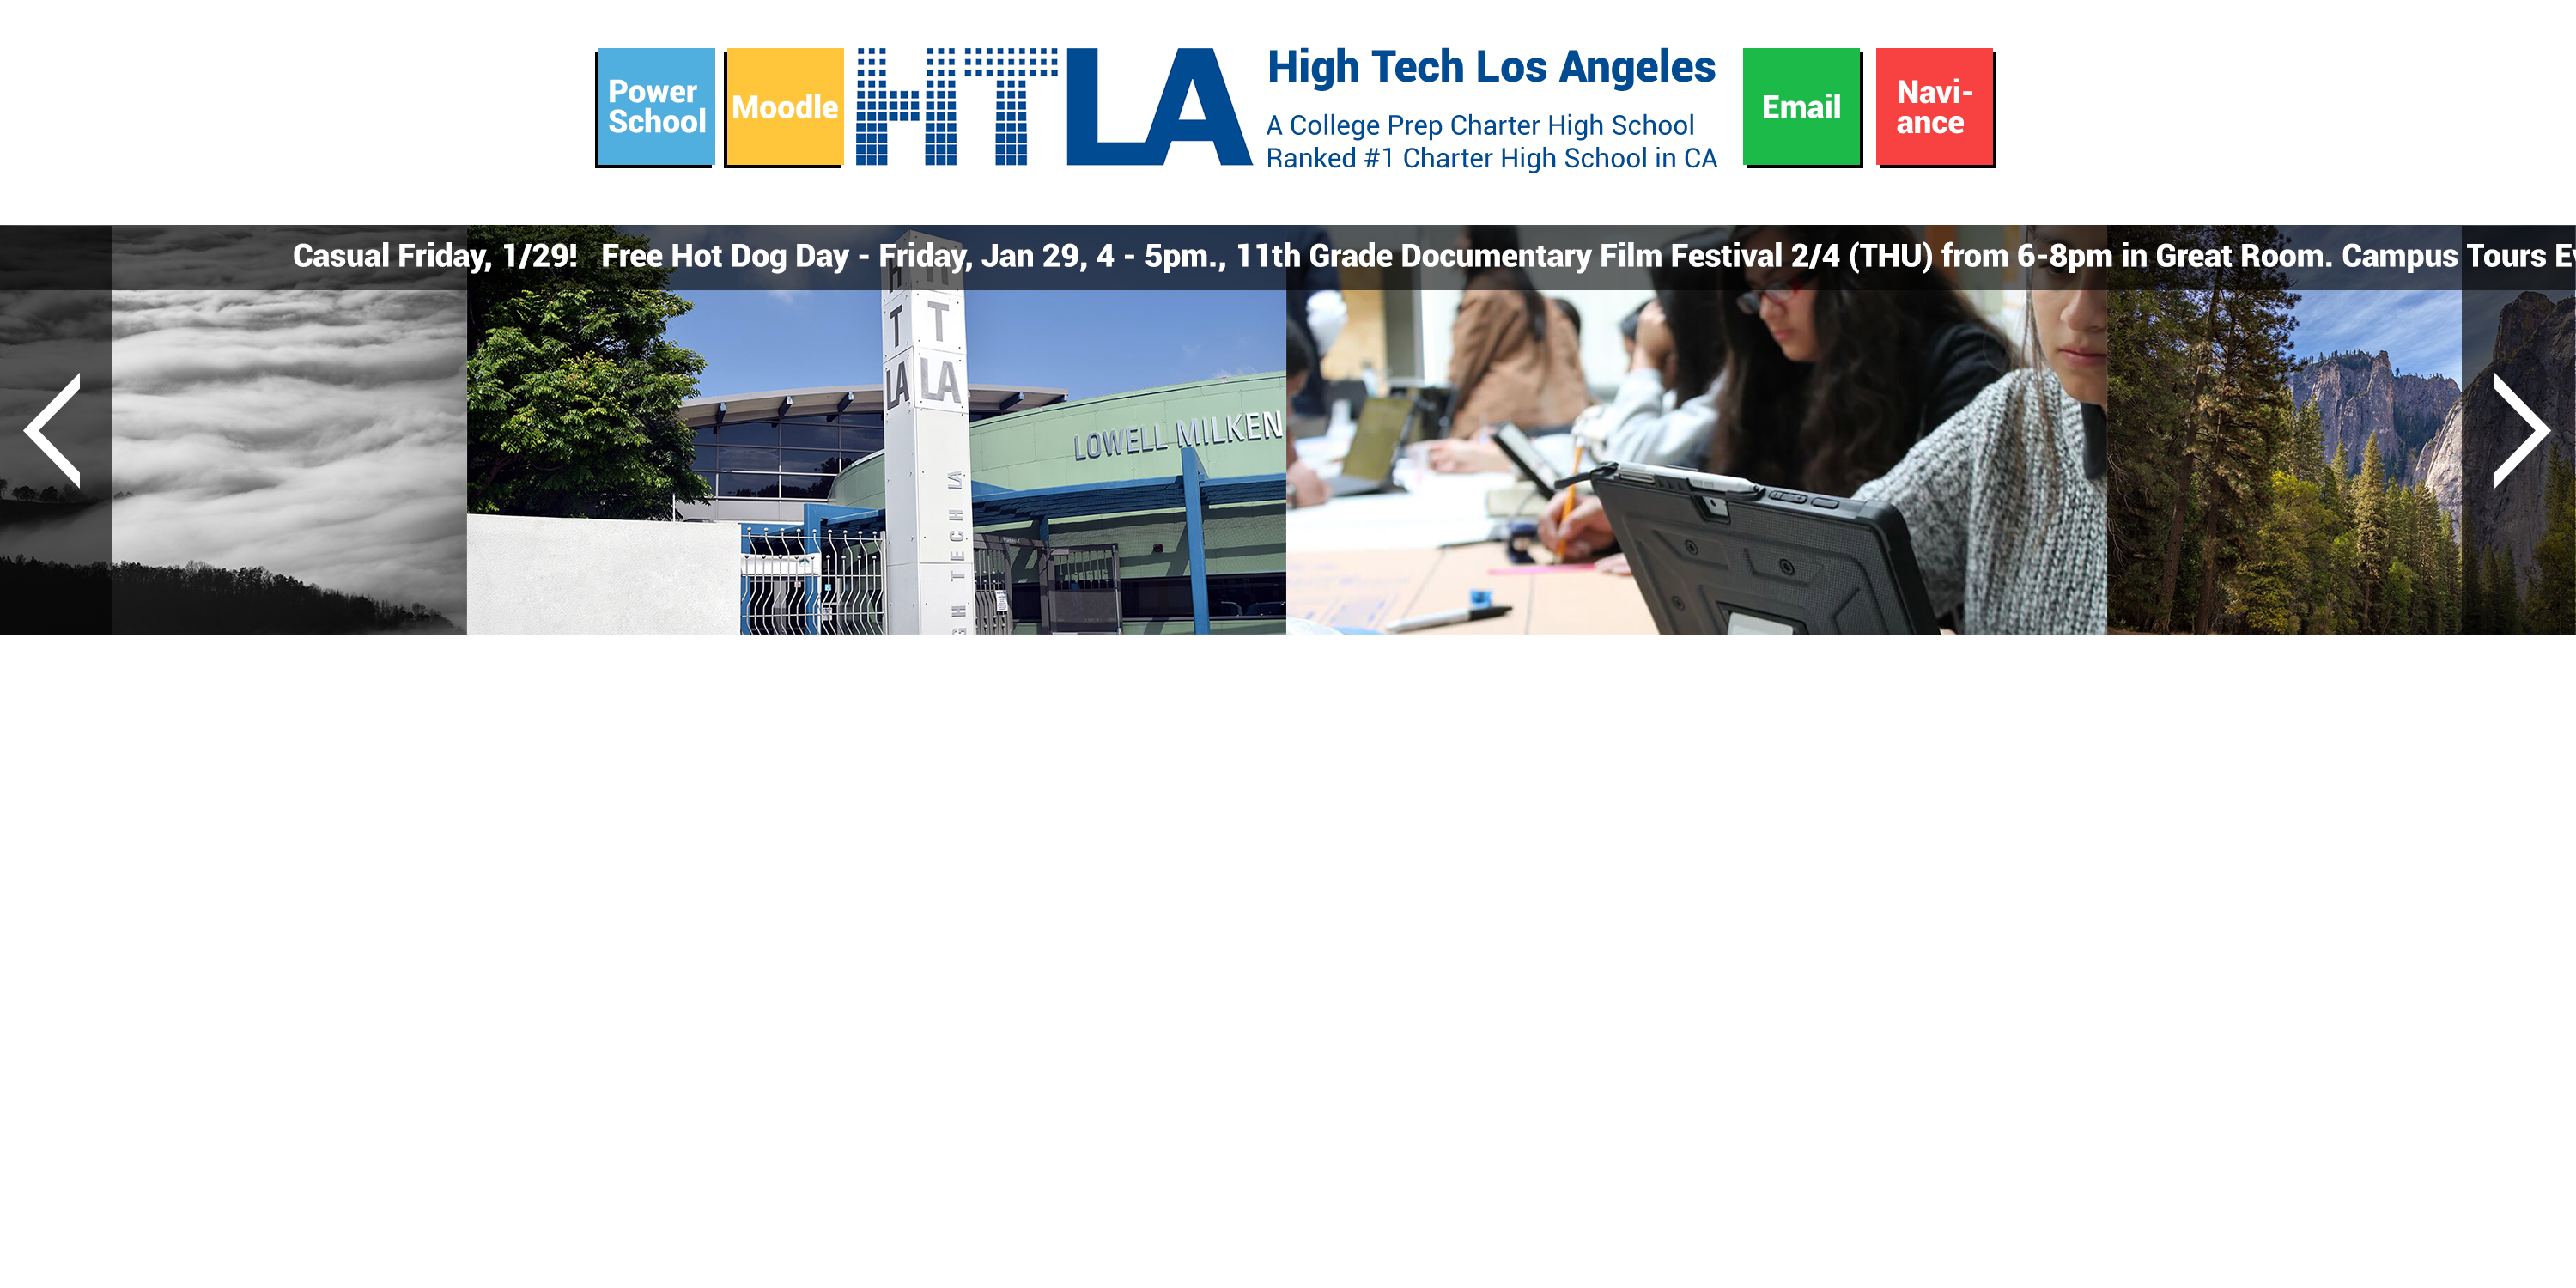 Power
School
Moodle
HTLA
High Tech Los Angeles
A College Prep Charter High School
Ranked #1 Charter High School in CA
Email
Navi-
ance
Casual Friday, 1/29! Free Hot Dog Day - Friday, Jan 29, 4 - 5pm., 11th Grade Documentary Film Festival 2/4 (THU) from 6-8pm in Great Room. Campus Tours
H
T
LA
H
T
LA
LOWELL MILKEN
TECH LA